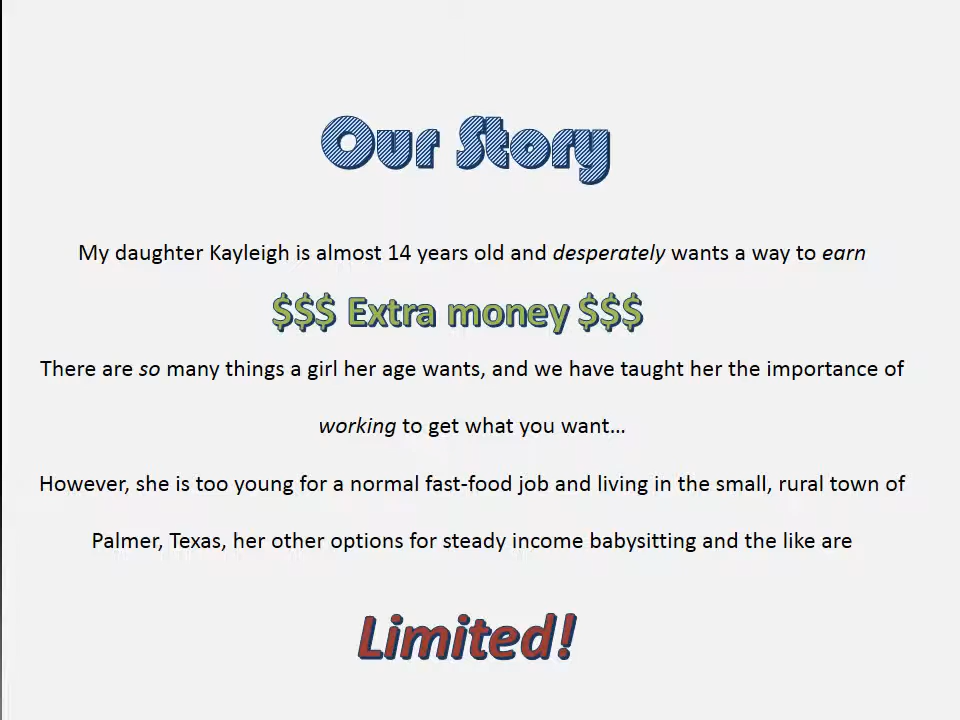 Our Story
My daughter Kayleigh is almost 14 years old and desperately wants a way to earn
$$$ Extra money $$$
There are so many things a girl her age wants, and we have taught her the importance of
working to get what you want…
However, she is too young for a normal fast-food job and living in the small, rural town of
Palmer, Texas, her other options for steady income babysitting and the like are
Limited!